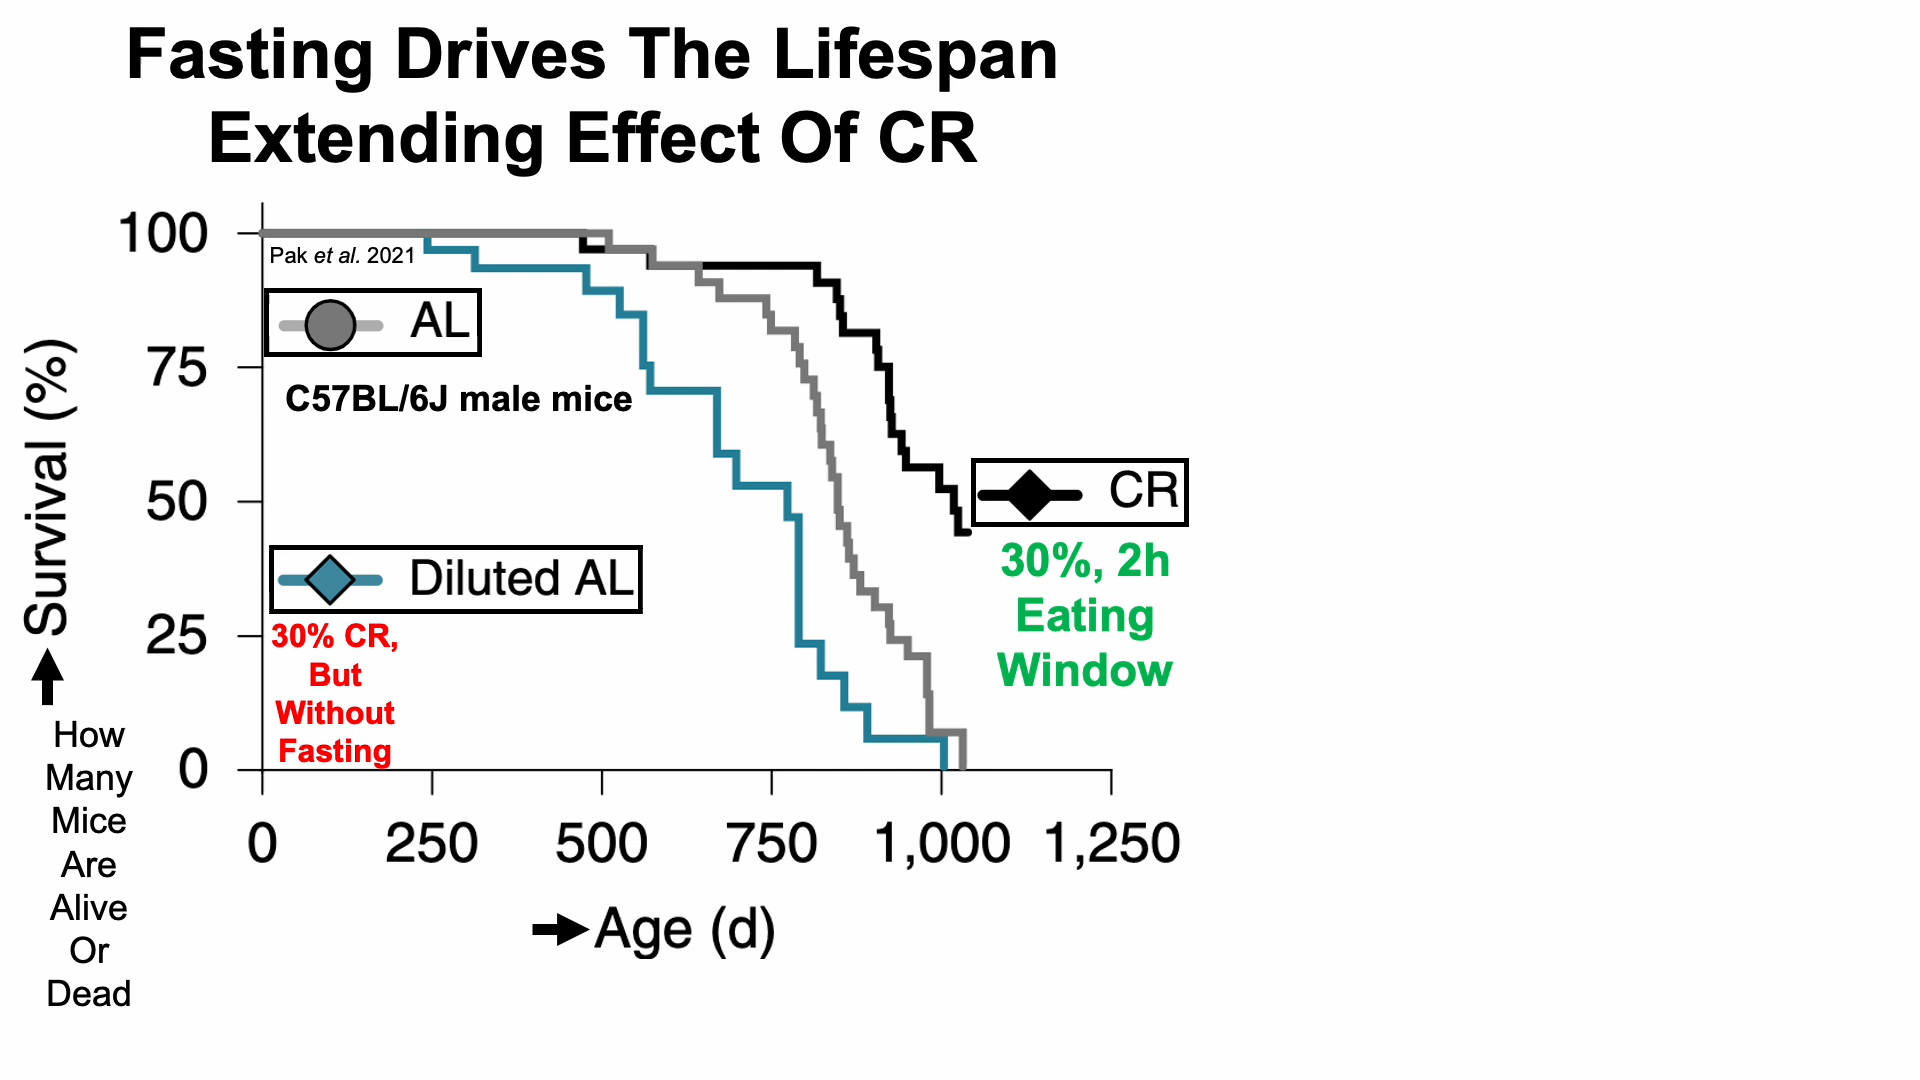 Fasting Drives The Lifespan
Extending Effect Of CR
100
Pak et al. 2021
AL
75
C57BL/6J male mice
Survival (%)
50
CR
30%, 2h
Eating
Window
Diluted AL
25
30% CR,
But
Without
Fasting
0
How
Many
Mice
Are
Alive
Or
Dead
0 250 500 750 1,000 1,250
Age (d)